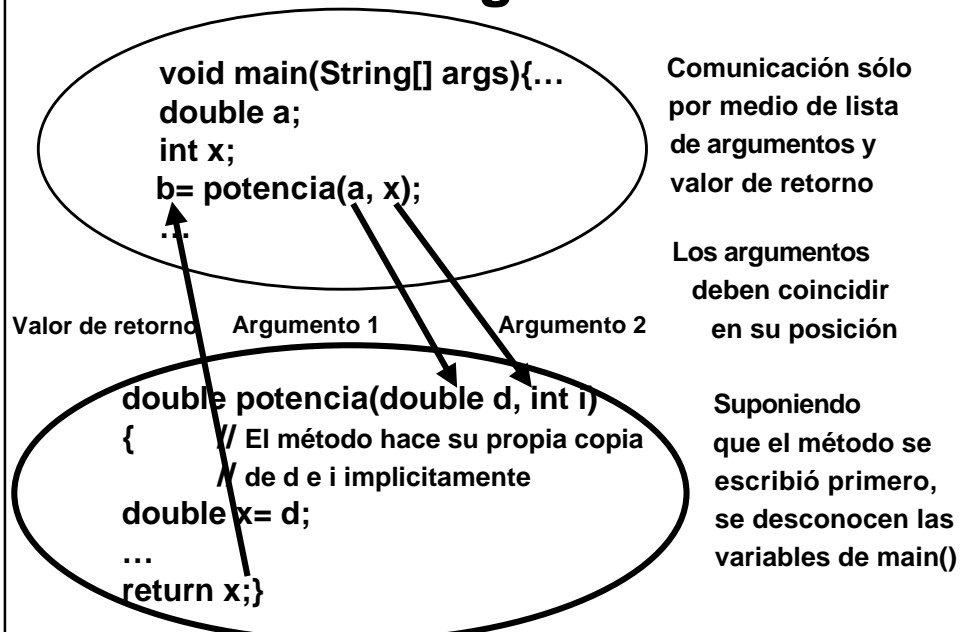 void main(String[] args){…
double a;
int x;
b= potencia(a, x);
…
Comunicación sólo
por medio de lista
de argumentos y
valor de retorno
Los argumentos
deben coincidir
en su posición
Valor de retorno
Argumento 1
Argumento 2
double potencia(double d, int i)
{ // El método hace su propia copia
// de d e i implicitamente
double x= d;
…
return x;}
Suponiendo
que el método se
escribió primero,
se desconocen las
variables de main()